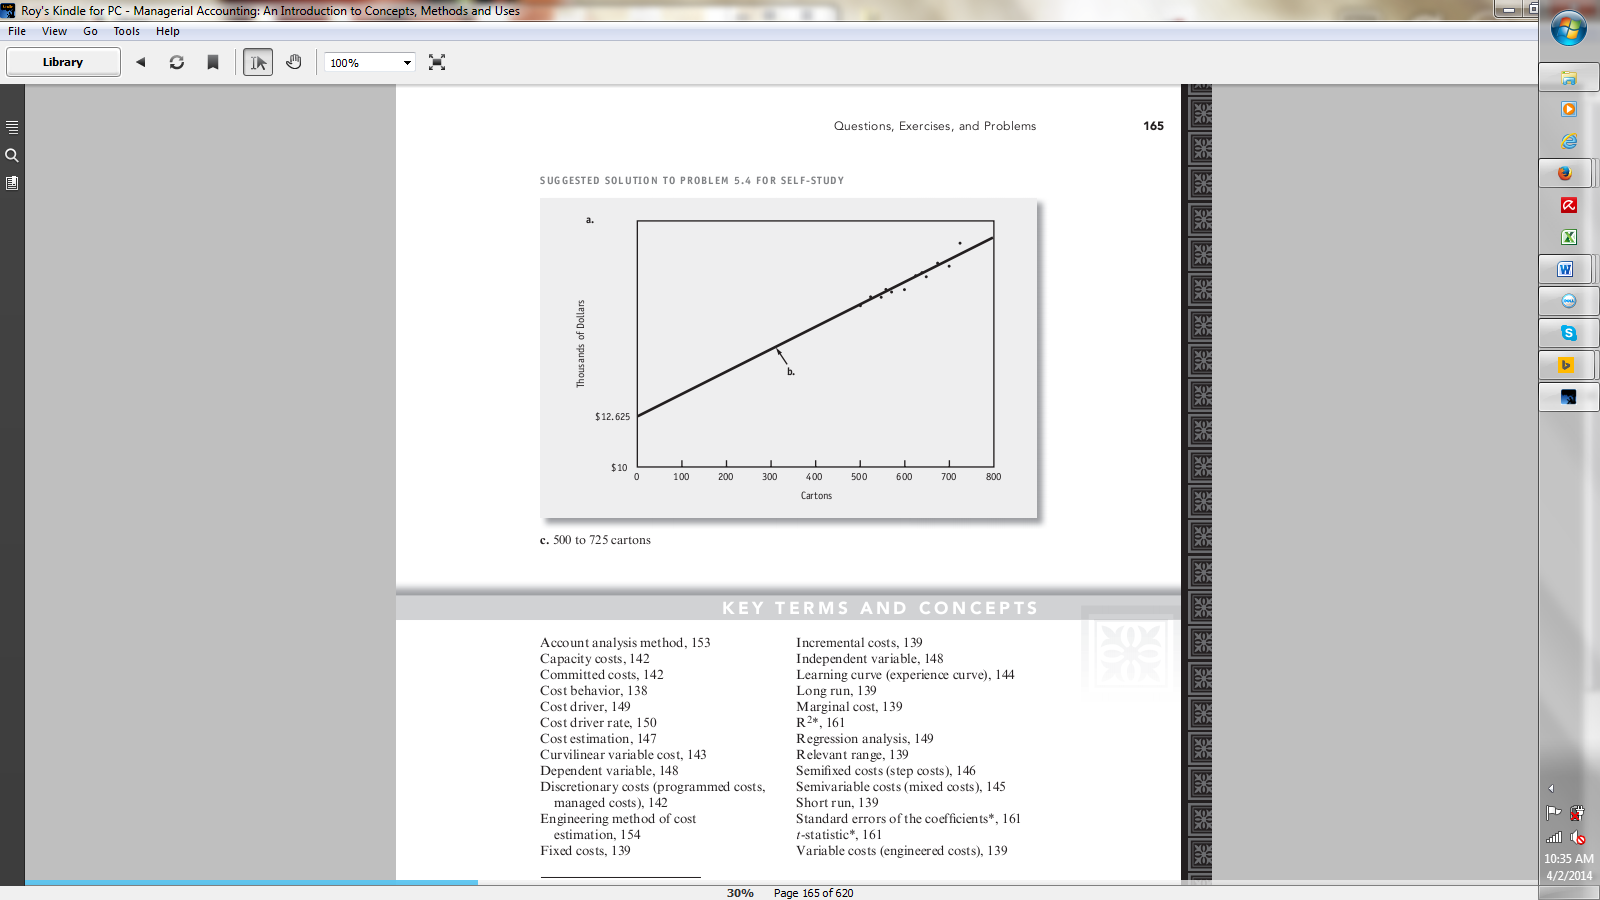 Roy's Kindle for PC - Managerial Accounting: An Introduction to Concepts, Methods and Uses
File View Go Tools Help
Library
100%
Questions, Exercises, and Problems 165
SUGGESTED SOLUTION TO PROBLEM 5.4 FOR SELF-STUDY
a.
Thousands of Dollars
b.
$12.625
$10
0 100 200 300 400 500 600 700 800
Cartons
c. 500 to 725 cartons
KEY TERMS AND CONCEPTS
Account analysis method, 153
Capacity costs, 142
Committed costs, 142
Cost behavior, 138
Cost driver, 149
Cost driver rate, 150
Cost estimation, 147
Curvilinear variable cost, 143
Dependent variable, 148
Discretionary costs (programmed costs,
managed costs), 142
Engineering method of cost
estimation, 154
Fixed costs, 139
Incremental costs, 139
Independent variable, 148
Learning curve (experience curve), 144
Long run, 139
Marginal cost, 139
R²*, 161
Regression analysis, 149
Relevant range, 139
Semifixed costs (step costs), 146
Semivariable costs (mixed costs), 145
Short run, 139
Standard errors of the coefficients*, 161
t-statistic*, 161
Variable costs (engineered costs), 139
30% Page 165 of 620
10:35 AM
4/2/2014